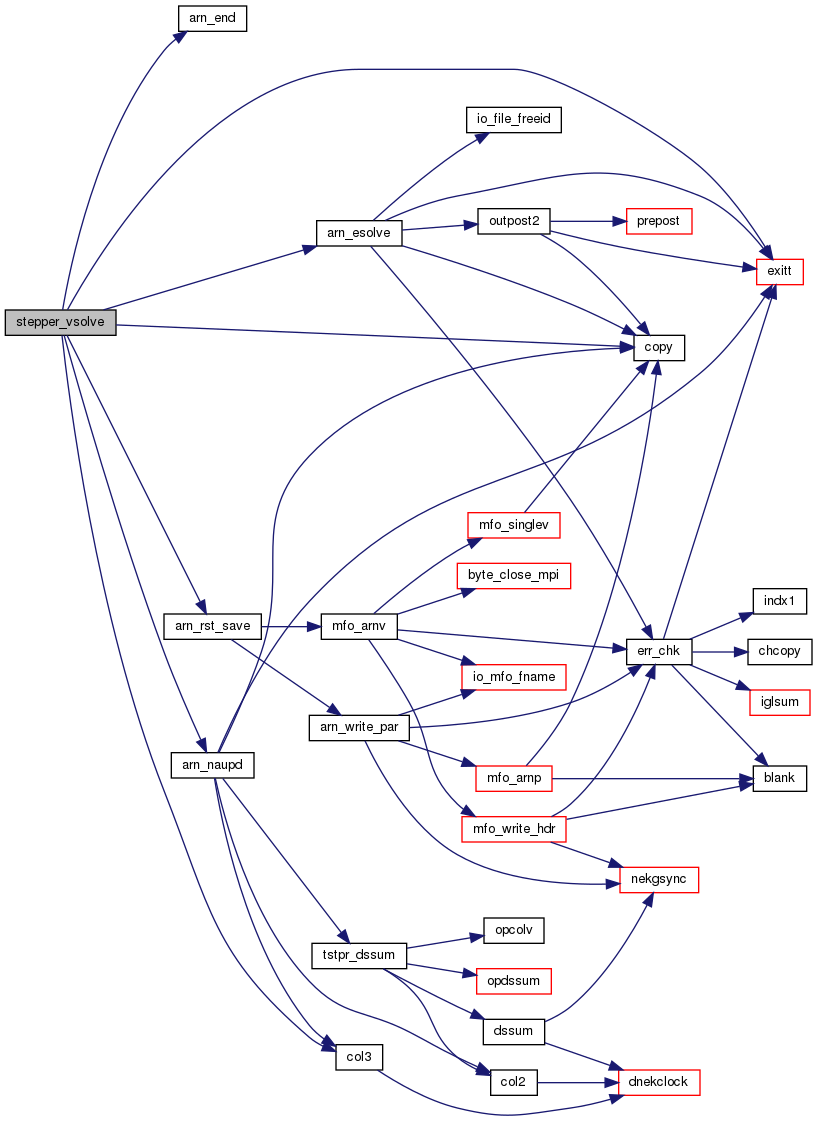 arn_end
io_file_freeid
outpost2
prepost
arn_esolve
exitt
stepper_vsolve
copy
mfo_singlev
byte_close_mpi
indx1
arn_rst_save
mfo_arnv
err_chk
chcopy
io_mfo_fname
iglsum
arn_write_par
arn_naupd
mfo_arnp
blank
mfo_write_hdr
nekgsync
opcolv
tstpr_dssum
opdssum
dssum
col3
col2
dnekclock